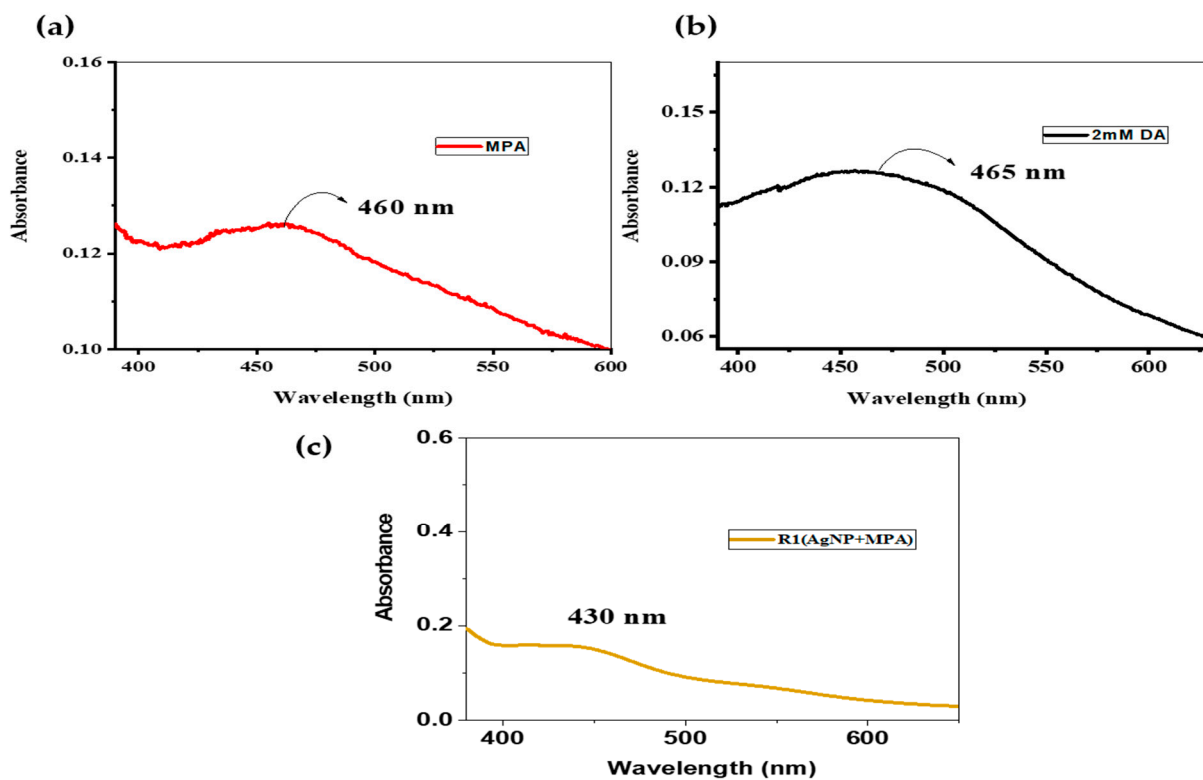 (a)
0.16
0.14
0.12
0.10
Absorbance
MPA
460 nm
400
450
500
550
600
Wavelength (nm)
(b)
0.15
0.12
0.09
0.06
Absorbance
2mM DA
465 nm
400
450
500
550
600
Wavelength (nm)
(c)
0.6
0.4
0.2
0.0
Absorbance
R1(AgNP+MPA)
430 nm
400
500
600
Wavelength (nm)